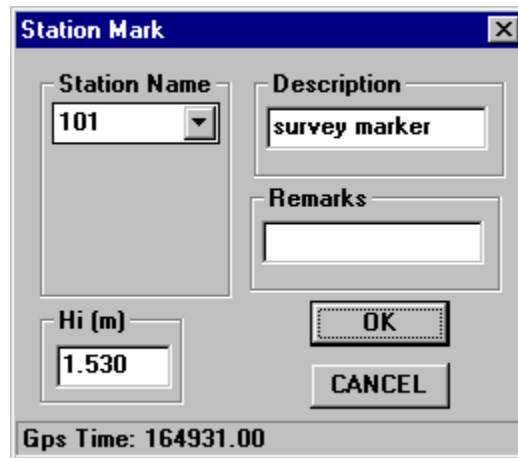 Station Mark
Station Name
101
Description
survey marker
Remarks
Hi (m)
1.530
OK
CANCEL
Gps Time: 164931.00